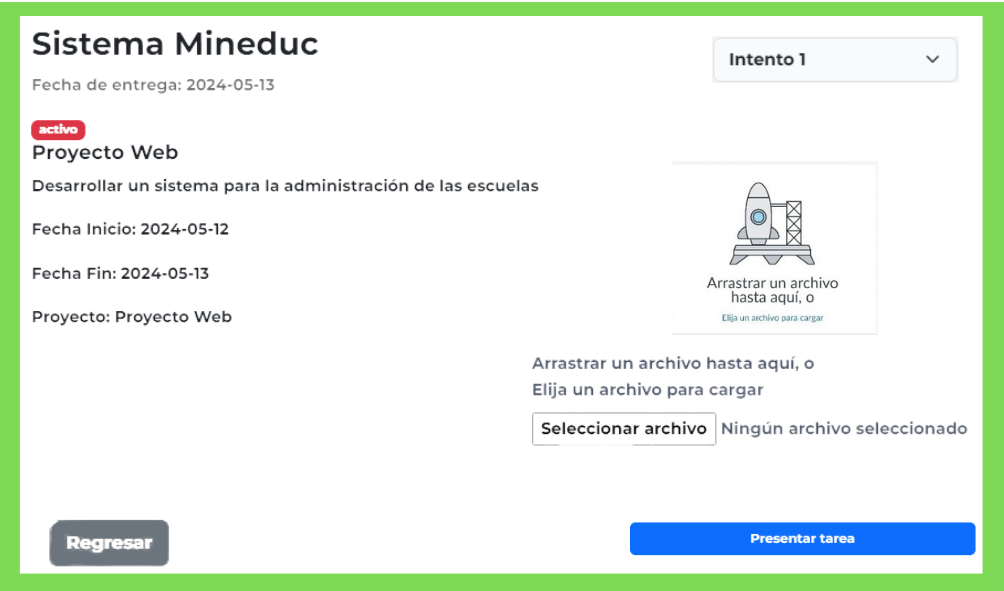 Sistema Mineduc
Intento 1
Fecha de entrega: 2024-05-13
activo
Proyecto Web
Desarrollar un sistema para la administración de las escuelas
Fecha Inicio: 2024-05-12
Fecha Fin: 2024-05-13
Proyecto: Proyecto Web
Arrastrar un archivo
hasta aquí, o
Elija un archivo para cargar
Arrastrar un archivo hasta aquí, o
Elija un archivo para cargar
Seleccionar archivo Ningún archivo seleccionado
Regresar
Presentar tarea